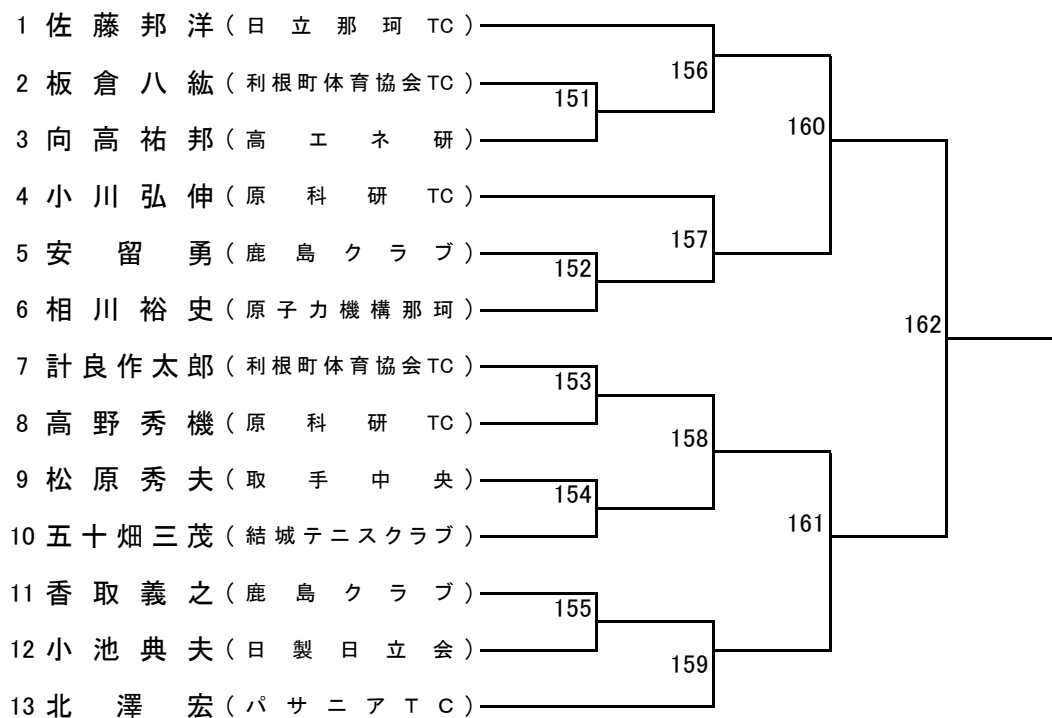 1 佐藤邦洋（日立那珂TC）
156
2 板倉八紘（利根町体育協会TC）
151
3 向高祐邦（高エネ研）
160
4 小川弘伸（原科研TC）
157
5 安留勇（鹿島クラブ）
152
6 相川裕史（原子力機構那珂）
162
7 計良作太郎（利根町体育協会TC）
153
8 高野秀機（原科研TC）
158
9 松原秀夫（取手中央）
154
10 五十畑三茂（結城テニスクラブ）
161
11 香取義之（鹿島クラブ）
155
12 小池典夫（日製日立会）
159
13 北澤宏（パサニアＴＣ）